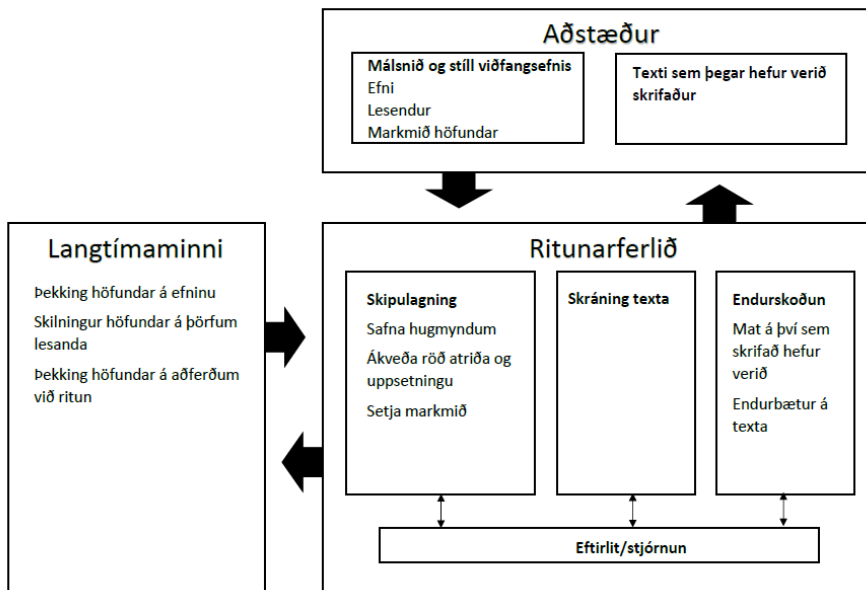 Aðstæður
Málsnið og stíll viðfangsefnis
Efni
Lesendur
Markmið höfundar
Texti sem þegar hefur verið
skrifaður
Langtímaminni
Þekking höfundar á efninu
Skilningur höfundar á þörfum
lesanda
Þekking höfundar á aðferðum
við ritun
Ritunarferlið
Skipulagning
Safna hugmyndum
Ákveða röð atriða og
uppsetningu
Setja markmið
Skráning texta
Endurskoðun
Mat á því sem
skrifað hefur
verið
Endurbætur á
texta
Eftirlit/stjórnun